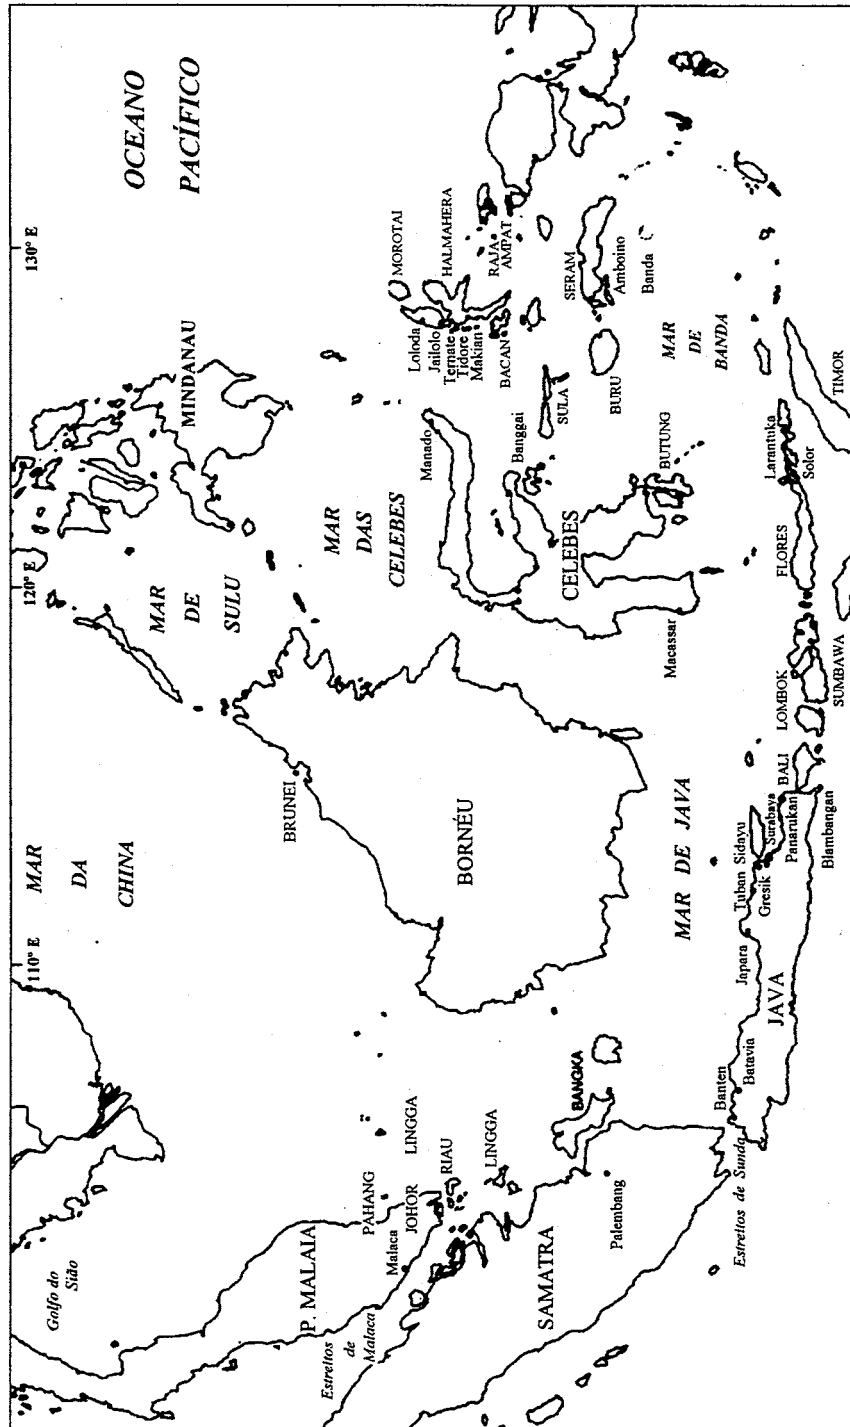 110° E
120° E
130° E
OCEANO
PACÍFICO
MAR
DA
CHINA
MAR
DE
SULU
MINDANAU
Golfo do
Sião
P. MALAIA
Estreitos
de
Malaca
Malaca
PAHANG
JOHOR
LINGGA
RIAU
LINGGA
SAMATRA
Palembang
BANGKA
BRUNEI
BORNÉU
MAR
DAS
CELEBES
Manado
Banggai
CELEBES
Macassar
BUTUNG
Loloda
Jailolo
Ternate
Tidore
Makian
BACAN
MOROTAI
HALMAHERA
RAJA
AMPAT
SULA
BURU
SERAM
Amboino
Banda
MAR
DE
BANDA
MAR DE JAVA
Estreitos de Sunda
Banten
Batavia
JAVA
Japara
Tuban
Sidayu
Gresik
Surabaya
Panarukan
Blambangan
BALI
LOMBOK
SUMBAWA
FLORES
Larantuka
Solor
TIMOR